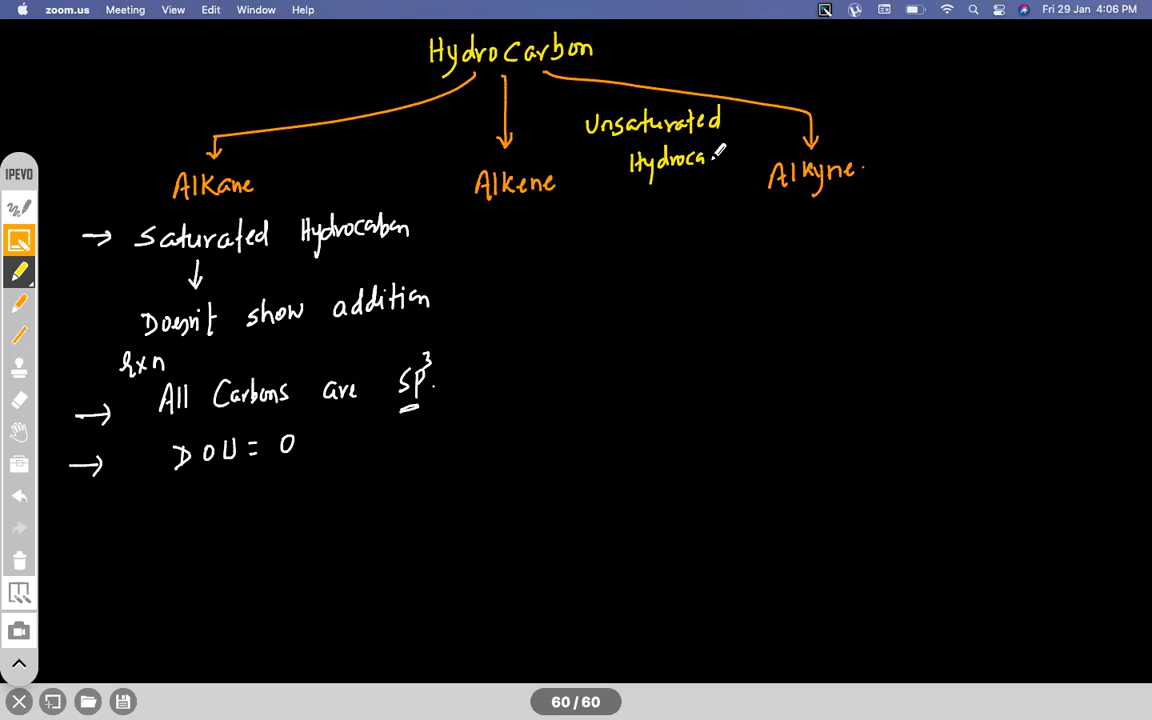 zoom.us Meeting View Edit Window Help Fri 29 Jan 4:06 PM
Hydrocarbon
Unsaturated
Hydroca
IPEVO
Alkane Alkene Alkyne.
→ Saturated Hydrocarbon
↓
Doesn't show addition
Rxn
→ All Carbons are SP³.
→ DOU = 0
60 / 60